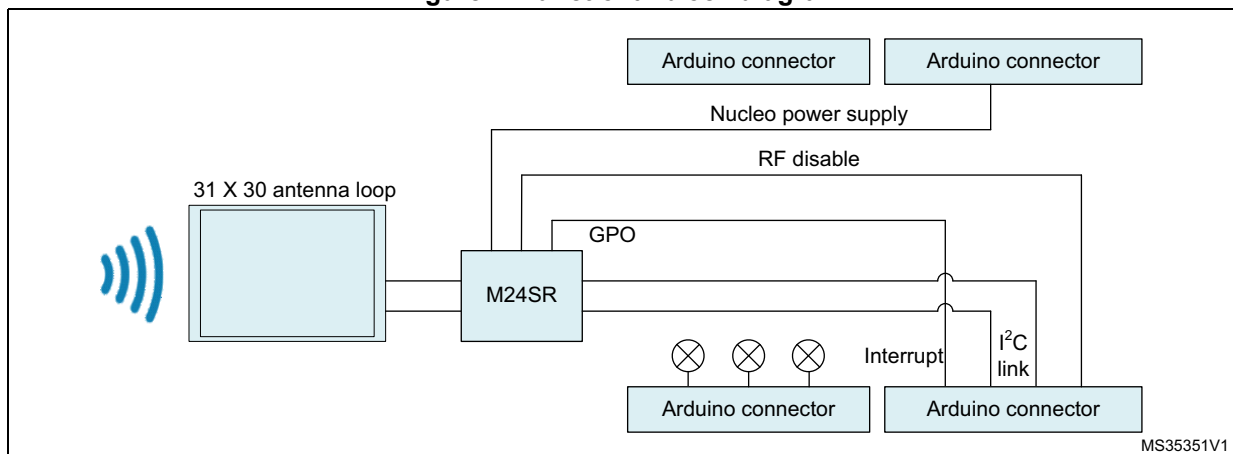 Arduino connector
Arduino connector
Nucleo power supply
RF disable
31 X 30 antenna loop
GPO
M24SR
Interrupt
I²C
link
Arduino connector
Arduino connector
MS35351V1